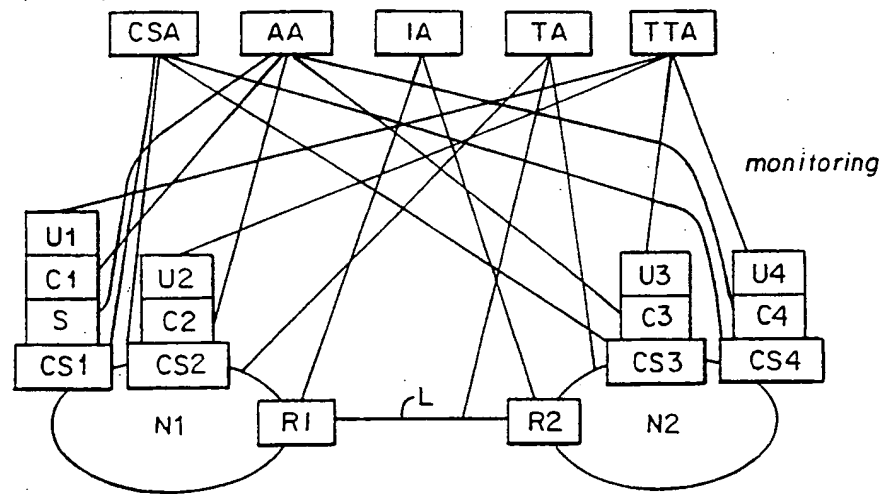 CSA AA IA TA TTA
monitoring
U1
C1 U2 U3 U4
S C2 C3 C4
CS1 CS2 CS3 CS4
N1 R1 L R2 N2